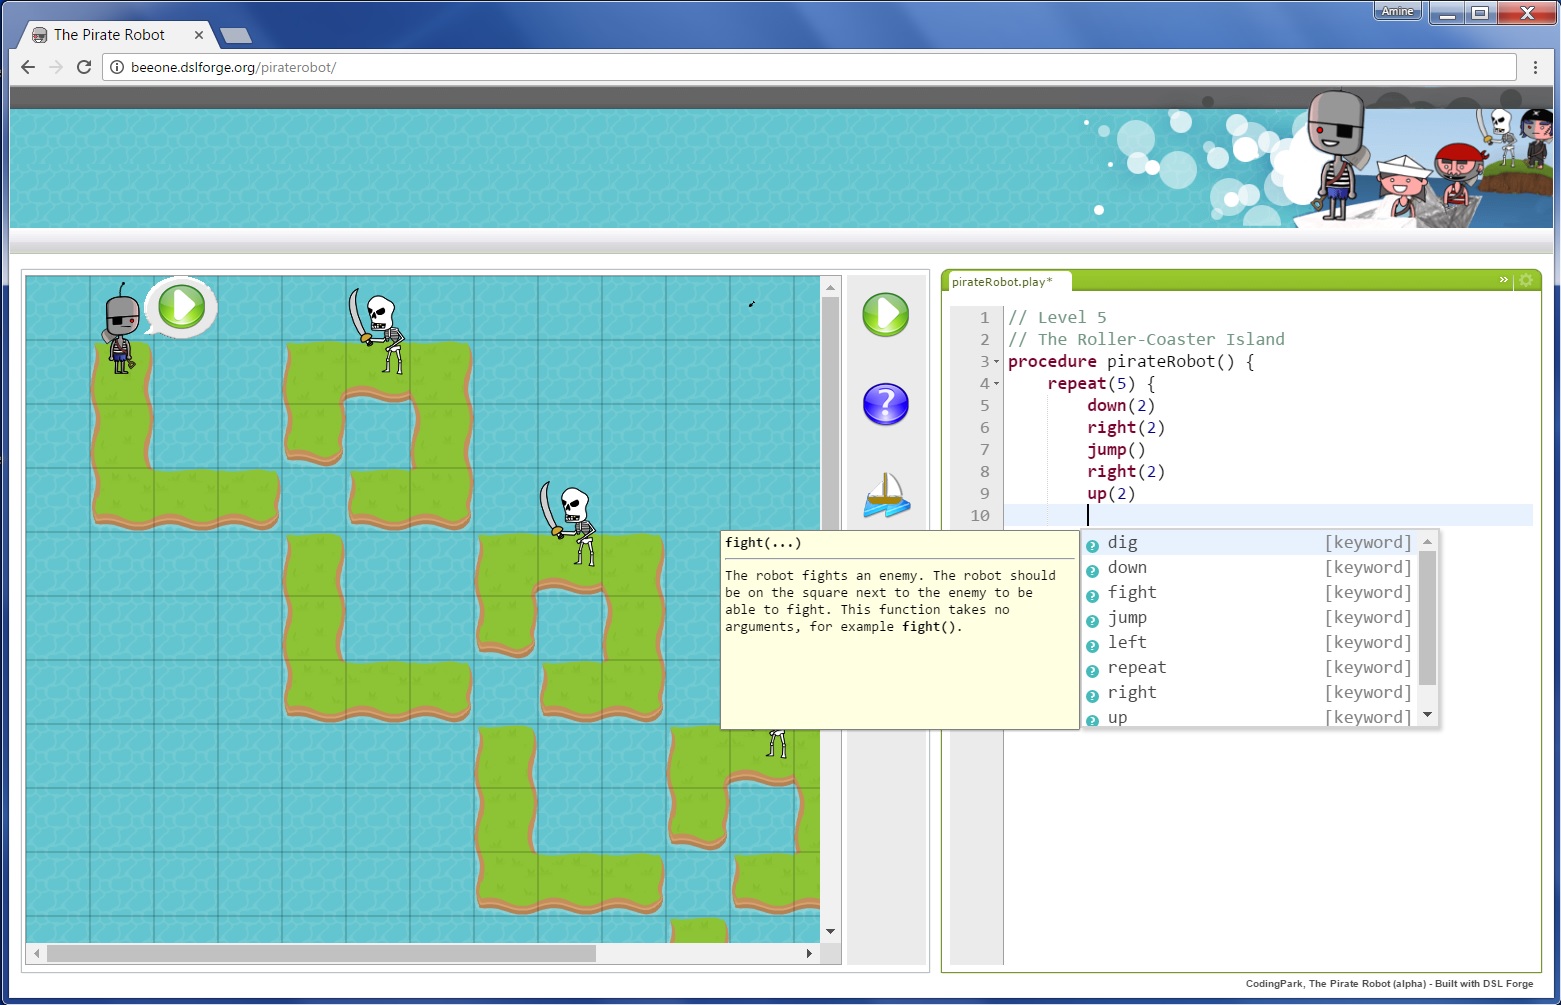 Amine
The Pirate Robot
beeone.dslforge.org/piraterobot/
pirateRobot.play*
1 // Level 5
2 // The Roller-Coaster Island
3 procedure pirateRobot() {
4 repeat(5) {
5 down(2)
6 right(2)
7 jump()
8 right(2)
9 up(2)
10
fight(...)
The robot fights an enemy. The robot should
be on the square next to the enemy to be
able to fight. This function takes no
arguments, for example fight().
dig [keyword]
down [keyword]
fight [keyword]
jump [keyword]
left [keyword]
repeat [keyword]
right [keyword]
up [keyword]
CodingPark, The Pirate Robot (alpha) - Built with DSL Forge